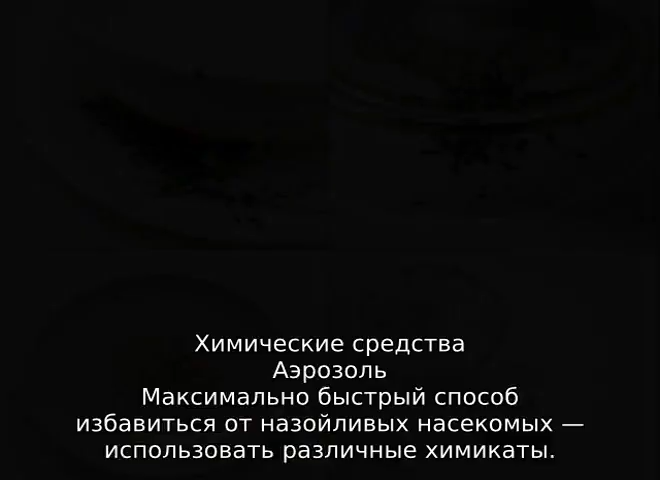 Химические средства
Аэрозоль
Максимально быстрый способ
избавиться от назойливых насекомых —
использовать различные химикаты.